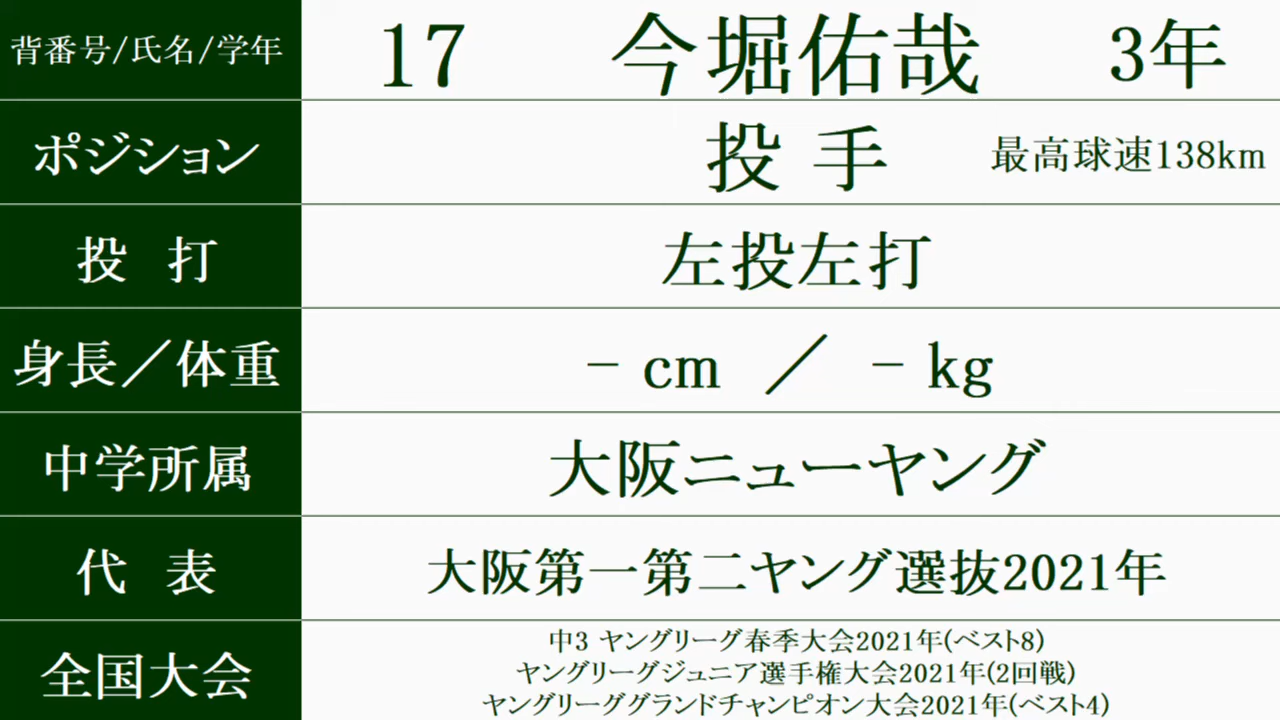 背番号/氏名/学年 17 今堀佑哉 3年
ポジション 投手 最高球速138km
投打 左投左打
身長／体重 − cm ／ − kg
中学所属 大阪ニューヤング
代表 大阪第一第二ヤング選抜2021年
全国大会
中3 ヤングリーグ春季大会2021年(ベスト8)
ヤングリーグジュニア選手権大会2021年(2回戦)
ヤングリーググランドチャンピオン大会2021年(ベスト4)